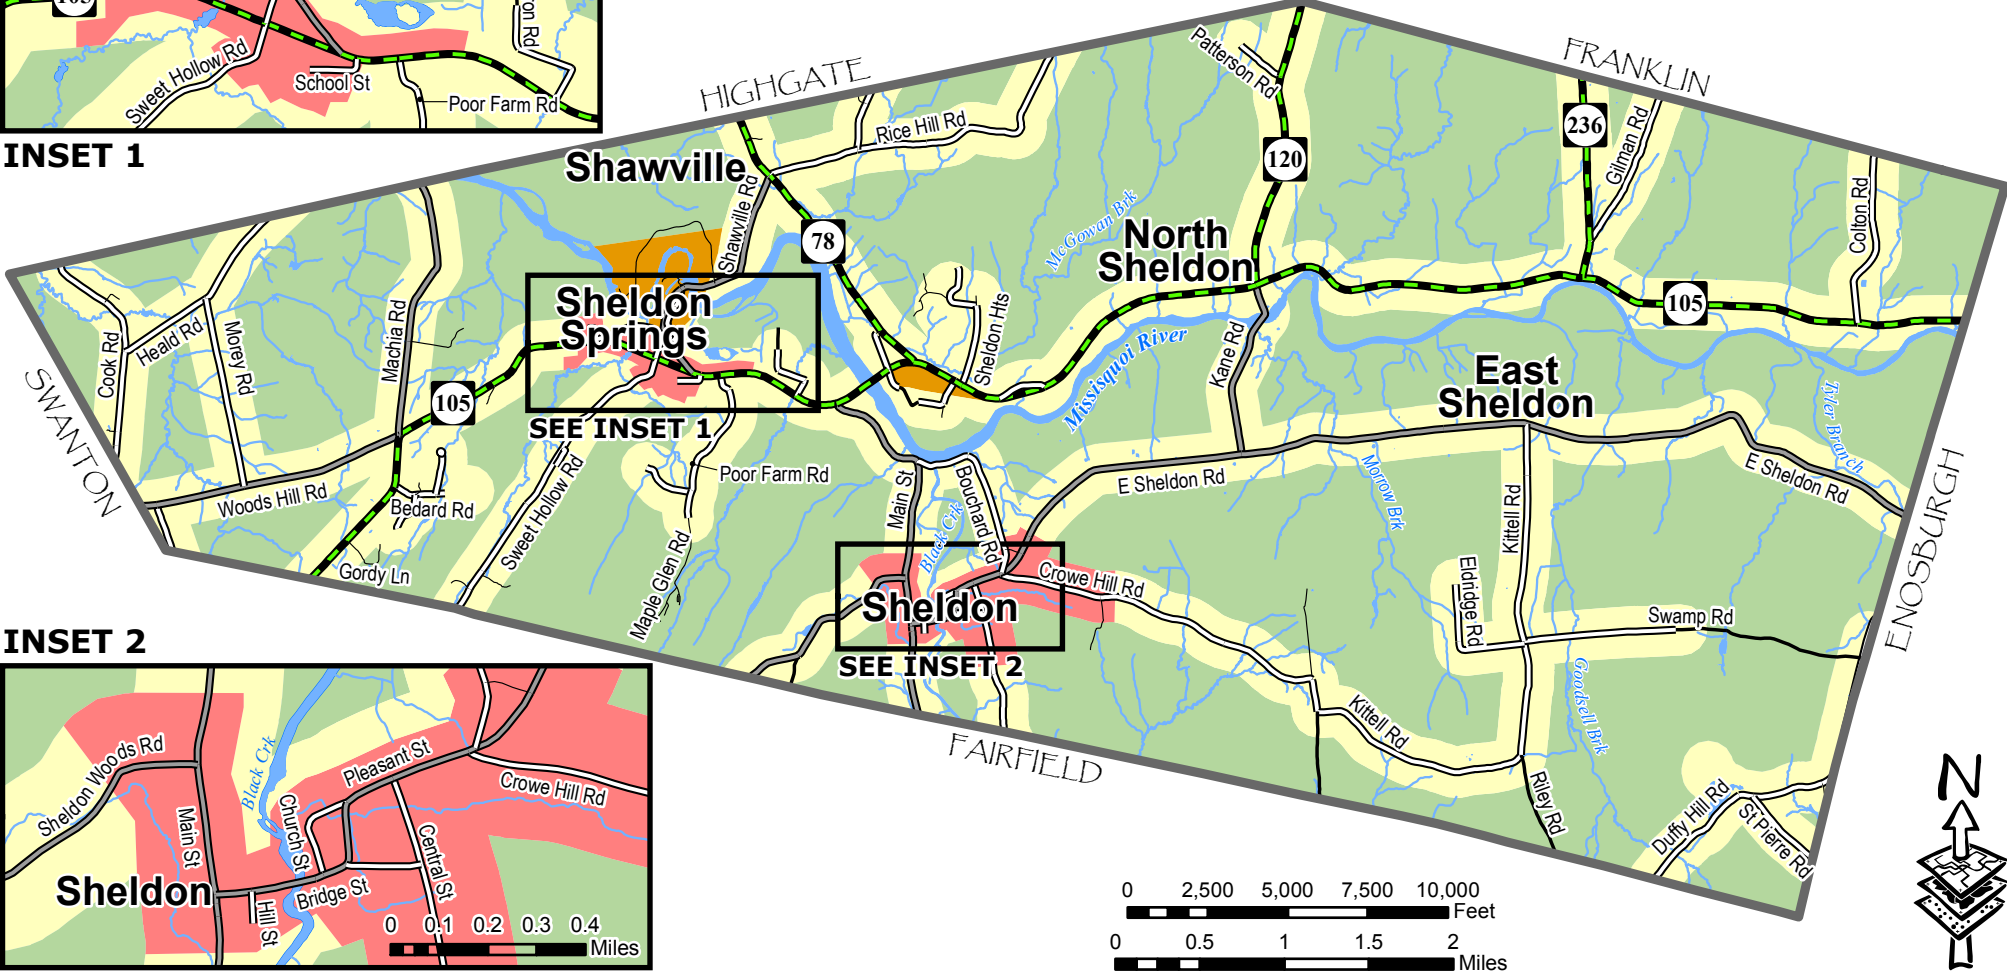 105
Sweet Hollow Rd
School St
Poor Farm Rd
on Rd
INSET 1
HIGHGATE
FRANKLIN
SWANTON
ENOSBURGH
FAIRFIELD
Shawville
Shawville Rd
Rice Hill Rd
Patterson Rd
120
236
Gilman Rd
Colton Rd
78
McGowan Brk
North
Sheldon
105
Sheldon
Springs
SEE INSET 1
Cook Rd
Heald Rd
Morey Rd
Machia Rd
105
Woods Hill Rd
Bedard Rd
Gordy Ln
Sweet Hollow Rd
Poor Farm Rd
Maple Glen Rd
Sheldon Hts
Missisquoi River
Kane Rd
East
Sheldon
Tyler Branch
E Sheldon Rd
E Sheldon Rd
Main St
Black Crk
Bouchard Rd
Crowe Hill Rd
Sheldon
SEE INSET 2
Morrow Brk
Kittell Rd
Eldridge Rd
Swamp Rd
Goodsell Brk
Kittell Rd
Riley Rd
Duffy Hill Rd
St Pierre Rd
INSET 2
Sheldon Woods Rd
Main St
Black Crk
Church St
Pleasant St
Crowe Hill Rd
Central St
Bridge St
Hill St
Sheldon
0 0.1 0.2 0.3 0.4
Miles
0 2,500 5,000 7,500 10,000
Feet
0 0.5 1 1.5 2
Miles
N